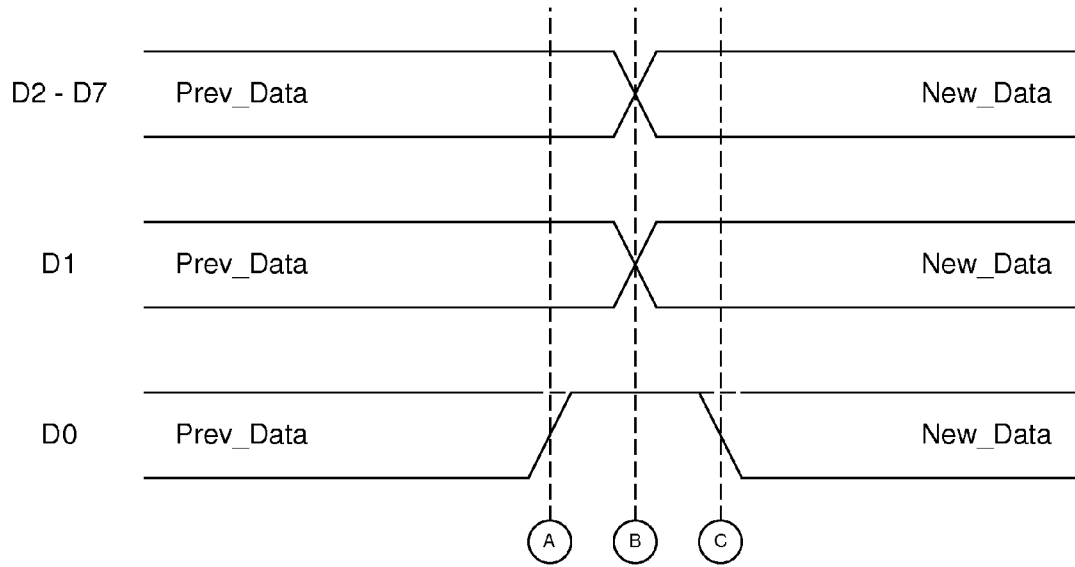 D2 - D7 Prev_Data New_Data
D1 Prev_Data New_Data
D0 Prev_Data New_Data
A B C